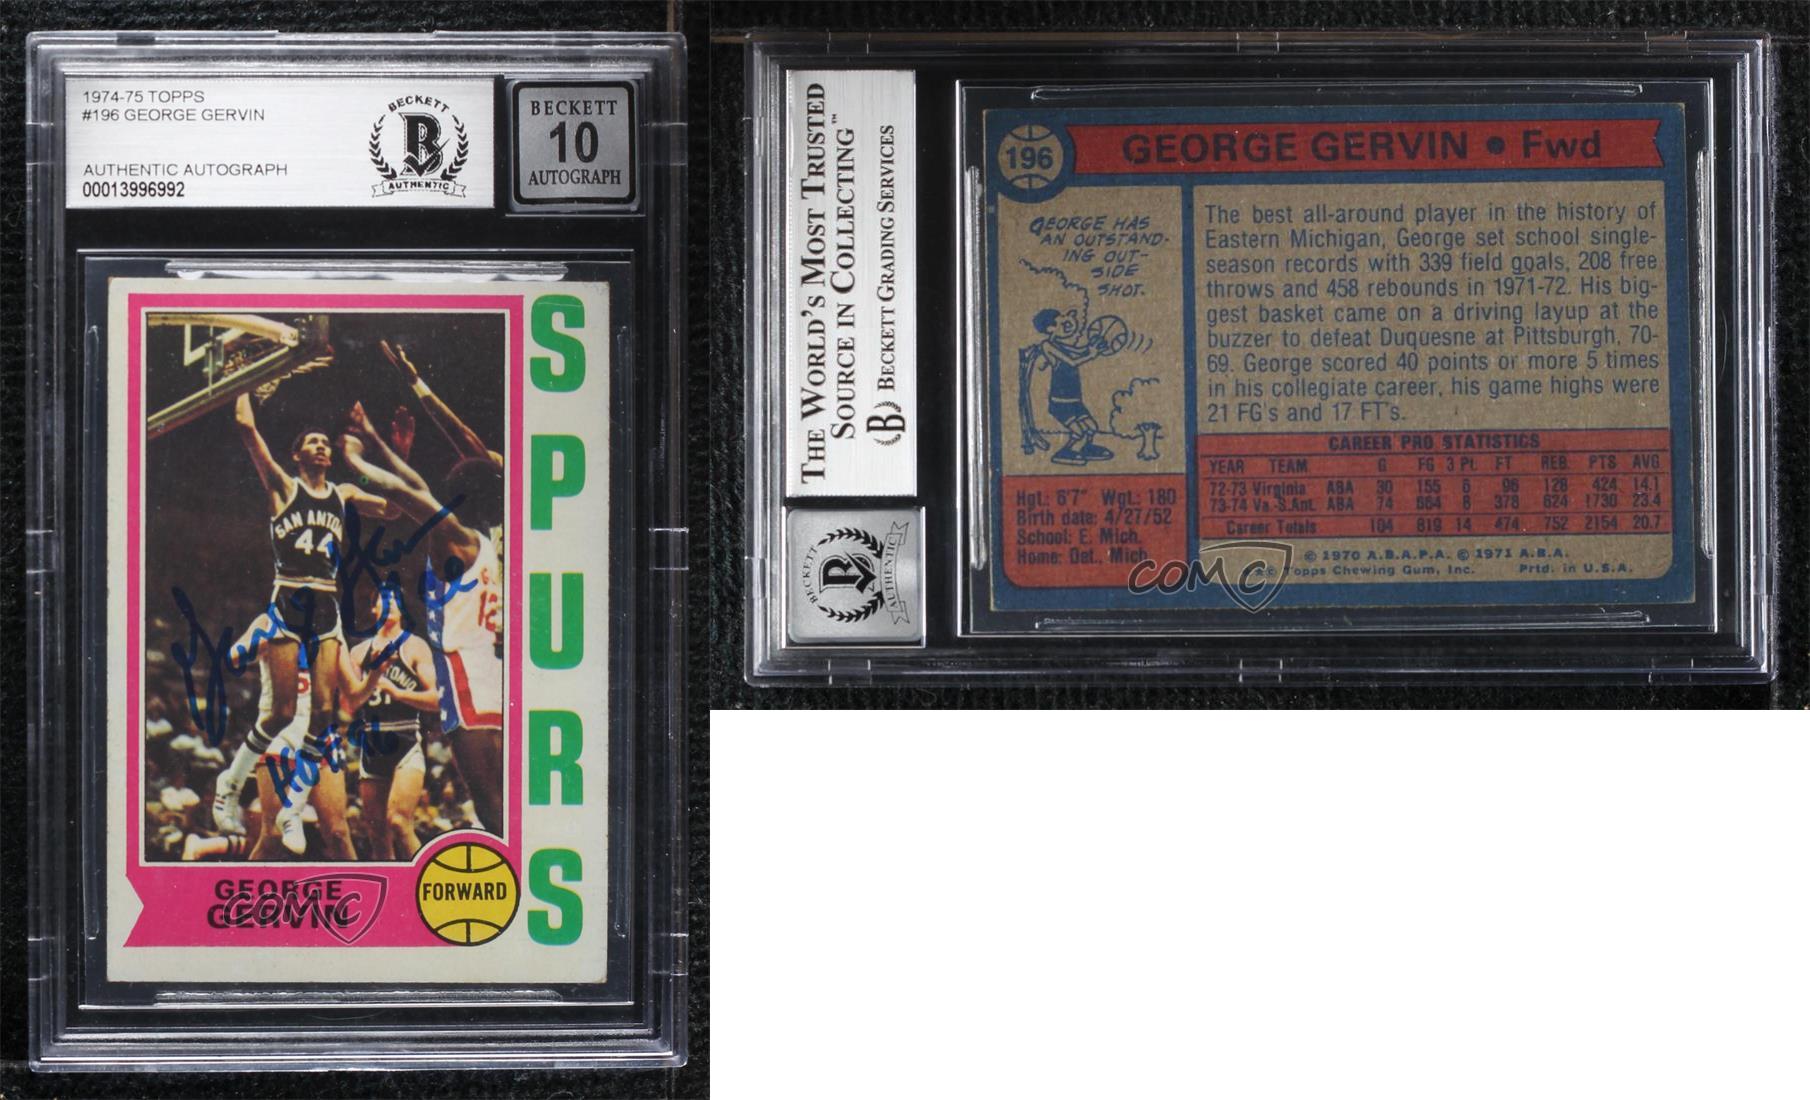 1974-75 TOPPS
#196 GEORGE GERVIN
AUTHENTIC AUTOGRAPH
00013996992
BECKETT
B
AUTHENTIC
BECKETT
10
AUTOGRAPH
SPURS
SAN ANTO
44
31
12
George Gervin
Ice
HOF 96
GEORGE
GERVIN
FORWARD
COMC
THE WORLD'S MOST TRUSTED
SOURCE IN COLLECTING™
B BECKETT GRADING SERVICES
BECKETT
B
AUTHENTIC
196
GEORGE GERVIN • Fwd
GEORGE HAS
AN OUTSTAND-
ING OUT-
SIDE
SHOT.
Hgt.: 6'7" Wgt.: 180
Birth date: 4/27/52
School: E. Mich.
Home: Det., Mich.
The best all-around player in the history of
Eastern Michigan, George set school single-
season records with 339 field goals, 208 free
throws and 458 rebounds in 1971-72. His big-
gest basket came on a driving layup at the
buzzer to defeat Duquesne at Pittsburgh, 70-
69. George scored 40 points or more 5 times
in his collegiate career, his game highs were
21 FG's and 17 FT's.
CAREER PRO STATISTICS
YEAR TEAM G FG 3 Pt. FT REB. PTS AVG
72-73 Virginia ABA 30 155 6 96 128 424 14.1
73-74 Va.-S.Ant. ABA 74 664 8 378 624 1730 23.4
Career Totals 104 819 14 474 752 2154 20.7
© 1970 A.B.A.P.A. © 1971 A.B.A.
★© Topps Chewing Gum, Inc. Prtd. in U.S.A.
COMC